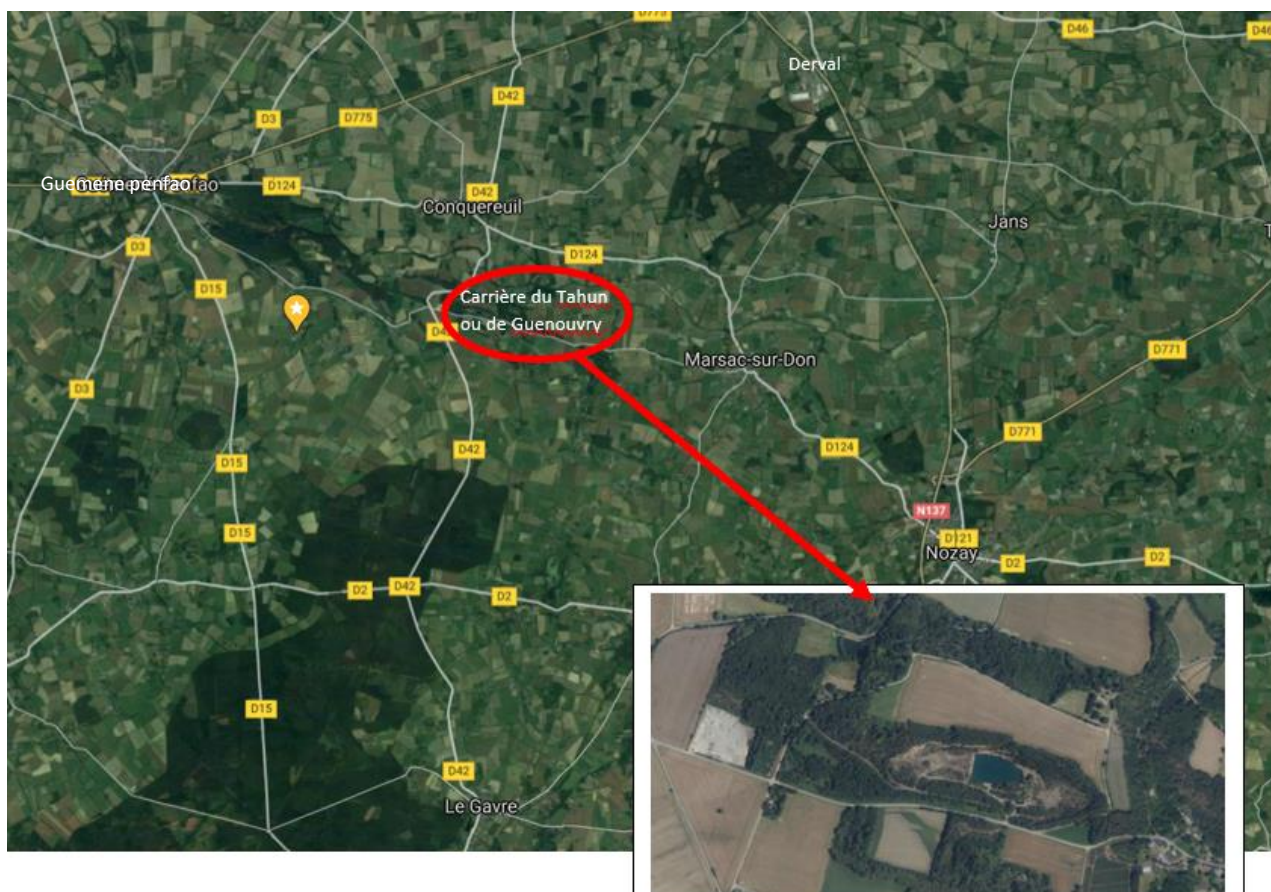 D775
D46
D46
Derval
D42
D3
D775
Guemene penfao
D124
D42
Conquereuil
Jans
D3
D124
D15
Carrière du Tahun
ou de Guenouvry
Marsac-sur-Don
D771
D3
D771
D42
D124
D15
N137
D15
D121
Nozay
D2
D2
D2
D42
D2
D15
D42
Le Gavre